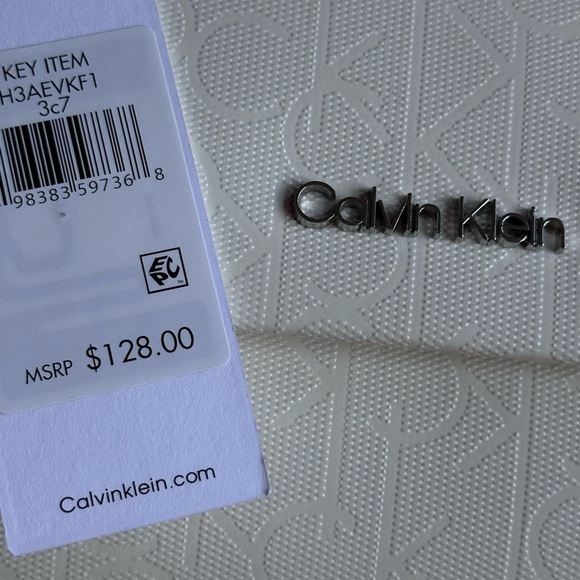 KEY ITEM
H3AEVKF1
3c7
98383 59736 8
EPC
MSRP $128.00
Calvinklein.com
Calvin Klein